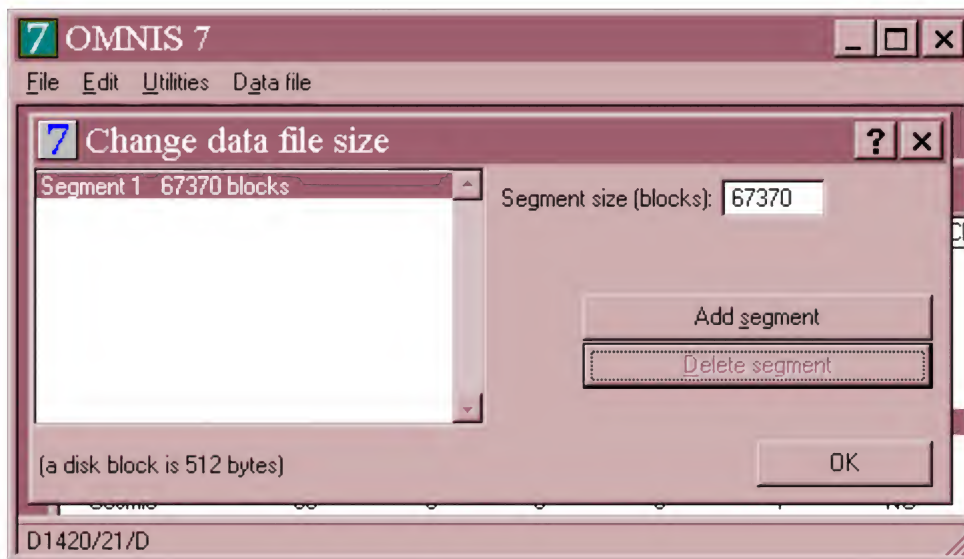 7 OMNIS 7
File Edit Utilities Data file
7 Change data file size
Segment 1 67370 blocks
Segment size (blocks): 67370
Add segment
Delete segment
(a disk block is 512 bytes)
OK
D1420/21/D